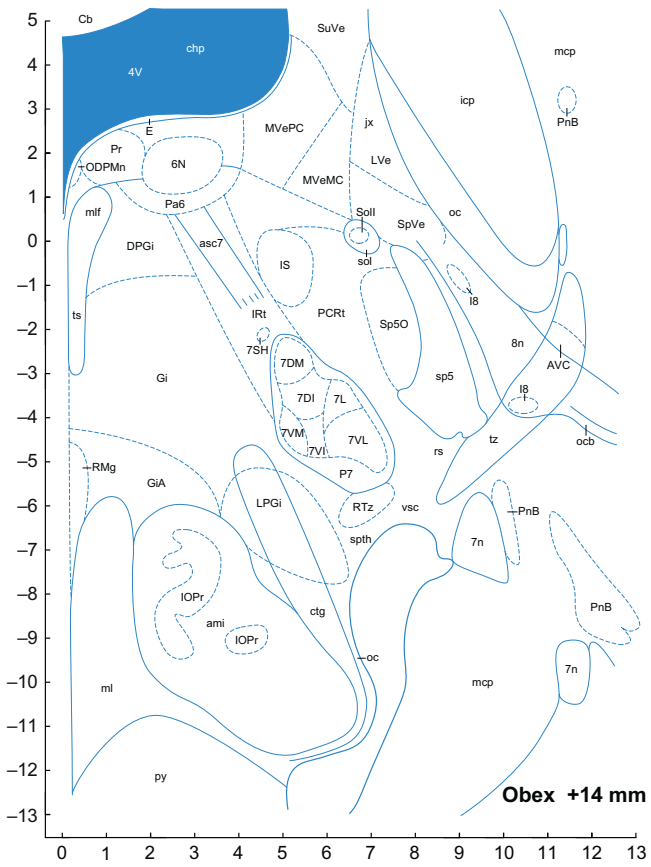 5
Cb
SuVe
chp
mcp
4V
4
icp
PnB
3
E
MVePC
jx
Pr
2
ODPMn
6N
LVe
MVeMC
1
Pa6
mlf
SolI
SpVe
oc
0
DPGi
asc7
sol
IS
–1
I8
ts
IRt
PCRt
Sp5O
–2
7SH
8n
7DM
AVC
–3
Gi
7DI
7L
sp5
I8
–4
7VM
7VL
tz
ocb
7VI
rs
–5
RMg
GiA
P7
LPGi
RTz
vsc
–6
PnB
spth
7n
–7
–8
IOPr
PnB
ami
ctg
–9
IOPr
oc
7n
ml
mcp
–10
–11
–12
py
Obex +14 mm
–13
0 1 2 3 4 5 6 7 8 9 10 11 12 13